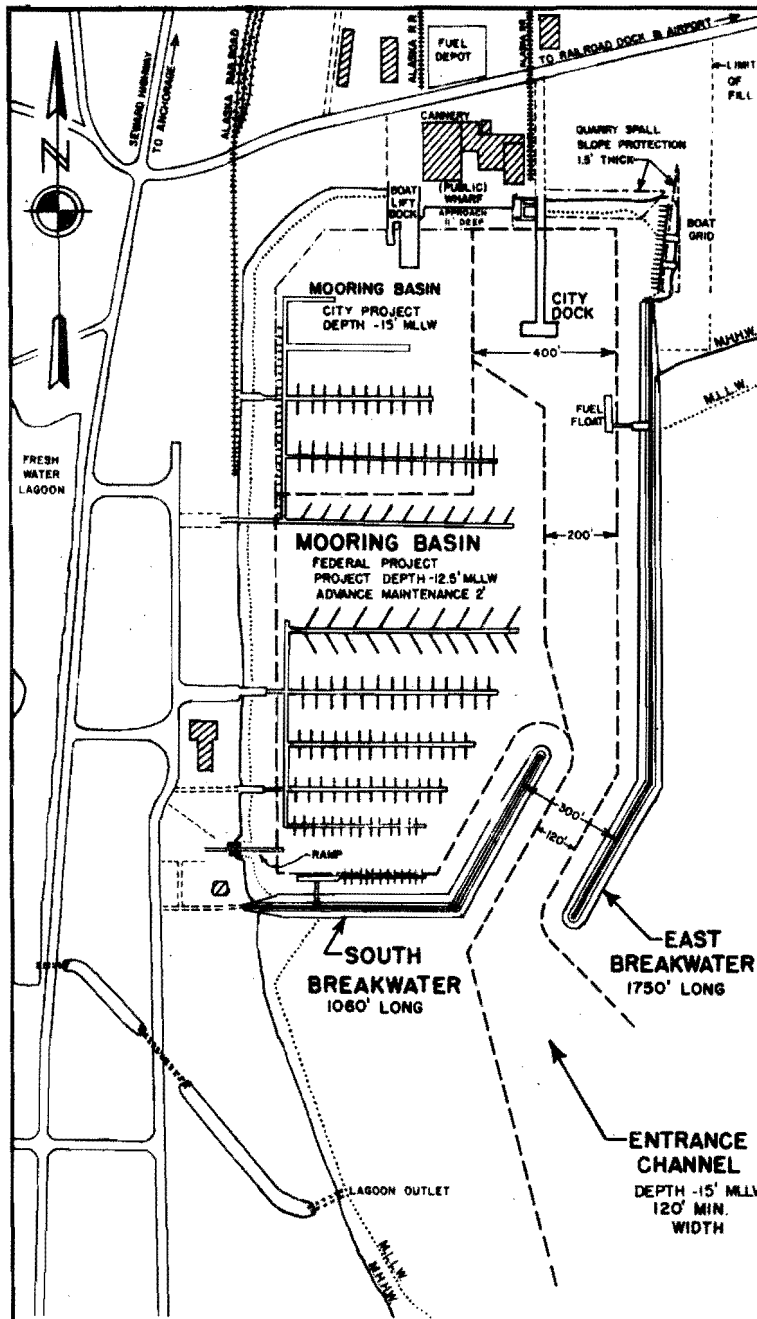 SEWARD HIGHWAY
TO ANCHORAGE
ALASKA RAILROAD
ALASKA R.R.
FUEL
DEPOT
ALASKA RR
TO RAILROAD DOCK & AIRPORT
LIMIT
OF
FILL
N
CANNERY
QUARRY SPALL
SLOPE PROTECTION
1.5' THICK
BOAT
LIFT
DOCK
(PUBLIC)
WHARF
APPROACH
11' DEEP
BOAT
GRID
MOORING BASIN
CITY PROJECT
DEPTH -15' MLLW
CITY
DOCK
400'
M.H.H.W.
M.L.L.W.
FUEL
FLOAT
FRESH
WATER
LAGOON
200'
MOORING BASIN
FEDERAL PROJECT
PROJECT DEPTH -12.5' MLLW
ADVANCE MAINTENANCE 2'
300'
120'
RAMP
SOUTH
BREAKWATER
1060' LONG
EAST
BREAKWATER
1750' LONG
ENTRANCE
CHANNEL
DEPTH -15' MLLW
120' MIN.
WIDTH
LAGOON OUTLET
M.L.L.W.
M.H.H.W.